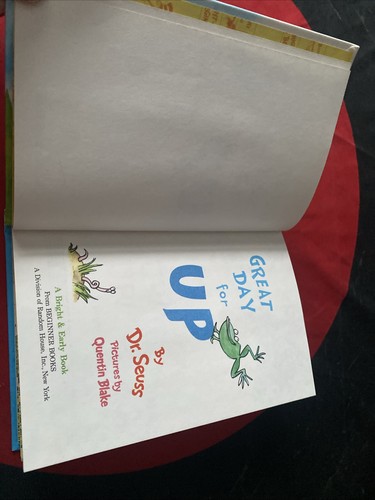 GREAT
DAY
for
UP
By
Dr. Seuss
Pictures by
Quentin Blake
A Bright & Early Book
From BEGINNER BOOKS
A Division of Random House, Inc., New York